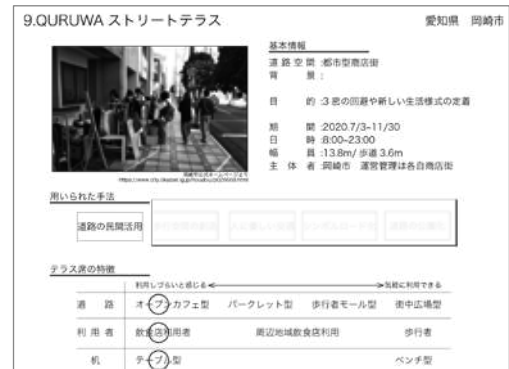 9.QURUWA ストリートテラス
愛知県 岡崎市
基本情報
道路空間:都市型商店街
背景:
目的:3密の回避や新しい生活様式の定着
期間:2020.7/3-11/30
日時:8:00-23:00
幅員:13.8m/歩道3.6m
主体者:岡崎市 運営管理は各自商店街
用いられた手法
道路の民間活用
テラス席の特徴
利用しづらいと感じる
気軽に利用できる
道路 オープンカフェ型 パークレット型 歩行者モール型 街中広場型
利用者 飲食店利用者 周辺地域飲食店利用 歩行者
机 テーブル型 ベンチ型